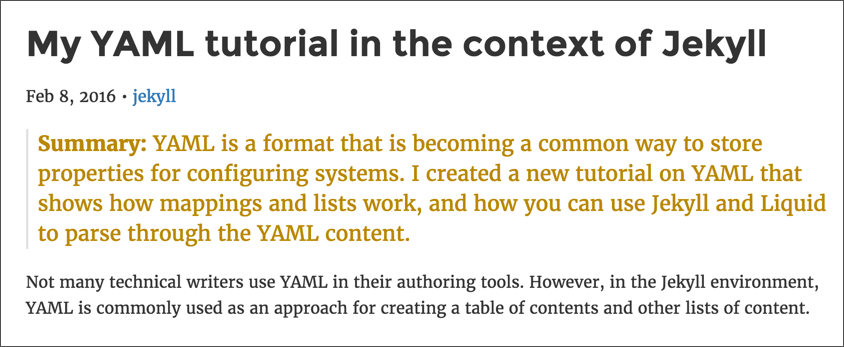 My YAML tutorial in the context of Jekyll
Feb 8, 2016 • jekyll
Summary: YAML is a format that is becoming a common way to store
properties for configuring systems. I created a new tutorial on YAML that
shows how mappings and lists work, and how you can use Jekyll and Liquid
to parse through the YAML content.
Not many technical writers use YAML in their authoring tools. However, in the Jekyll environment,
YAML is commonly used as an approach for creating a table of contents and other lists of content.